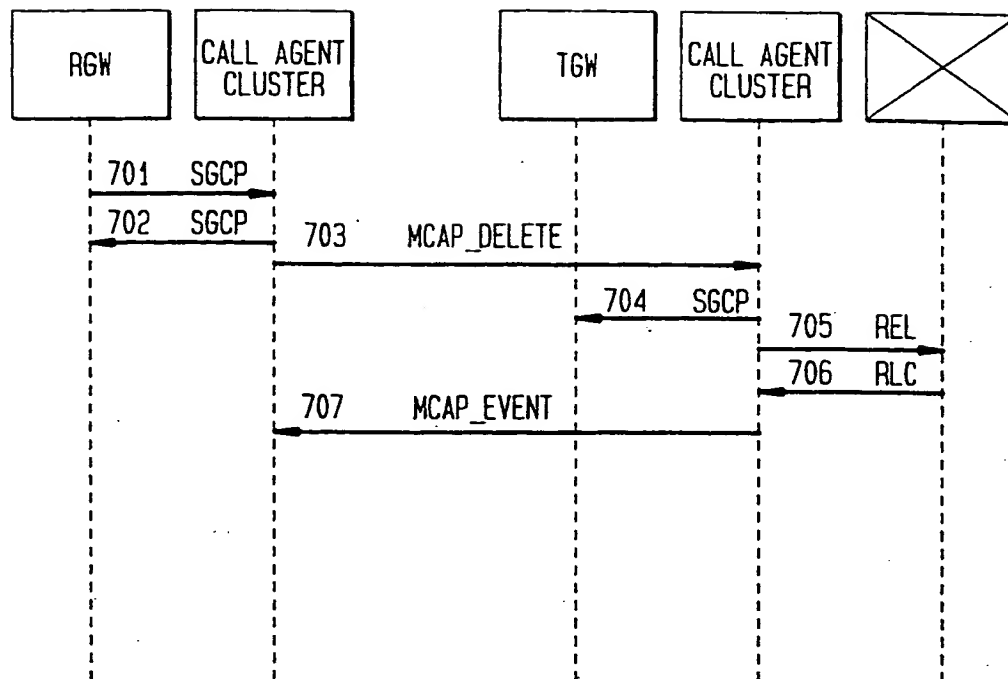 RGW
CALL AGENT
CLUSTER
TGW
CALL AGENT
CLUSTER
701 SGCP
702 SGCP
703 MCAP_DELETE
704 SGCP
705 REL
706 RLC
707 MCAP_EVENT